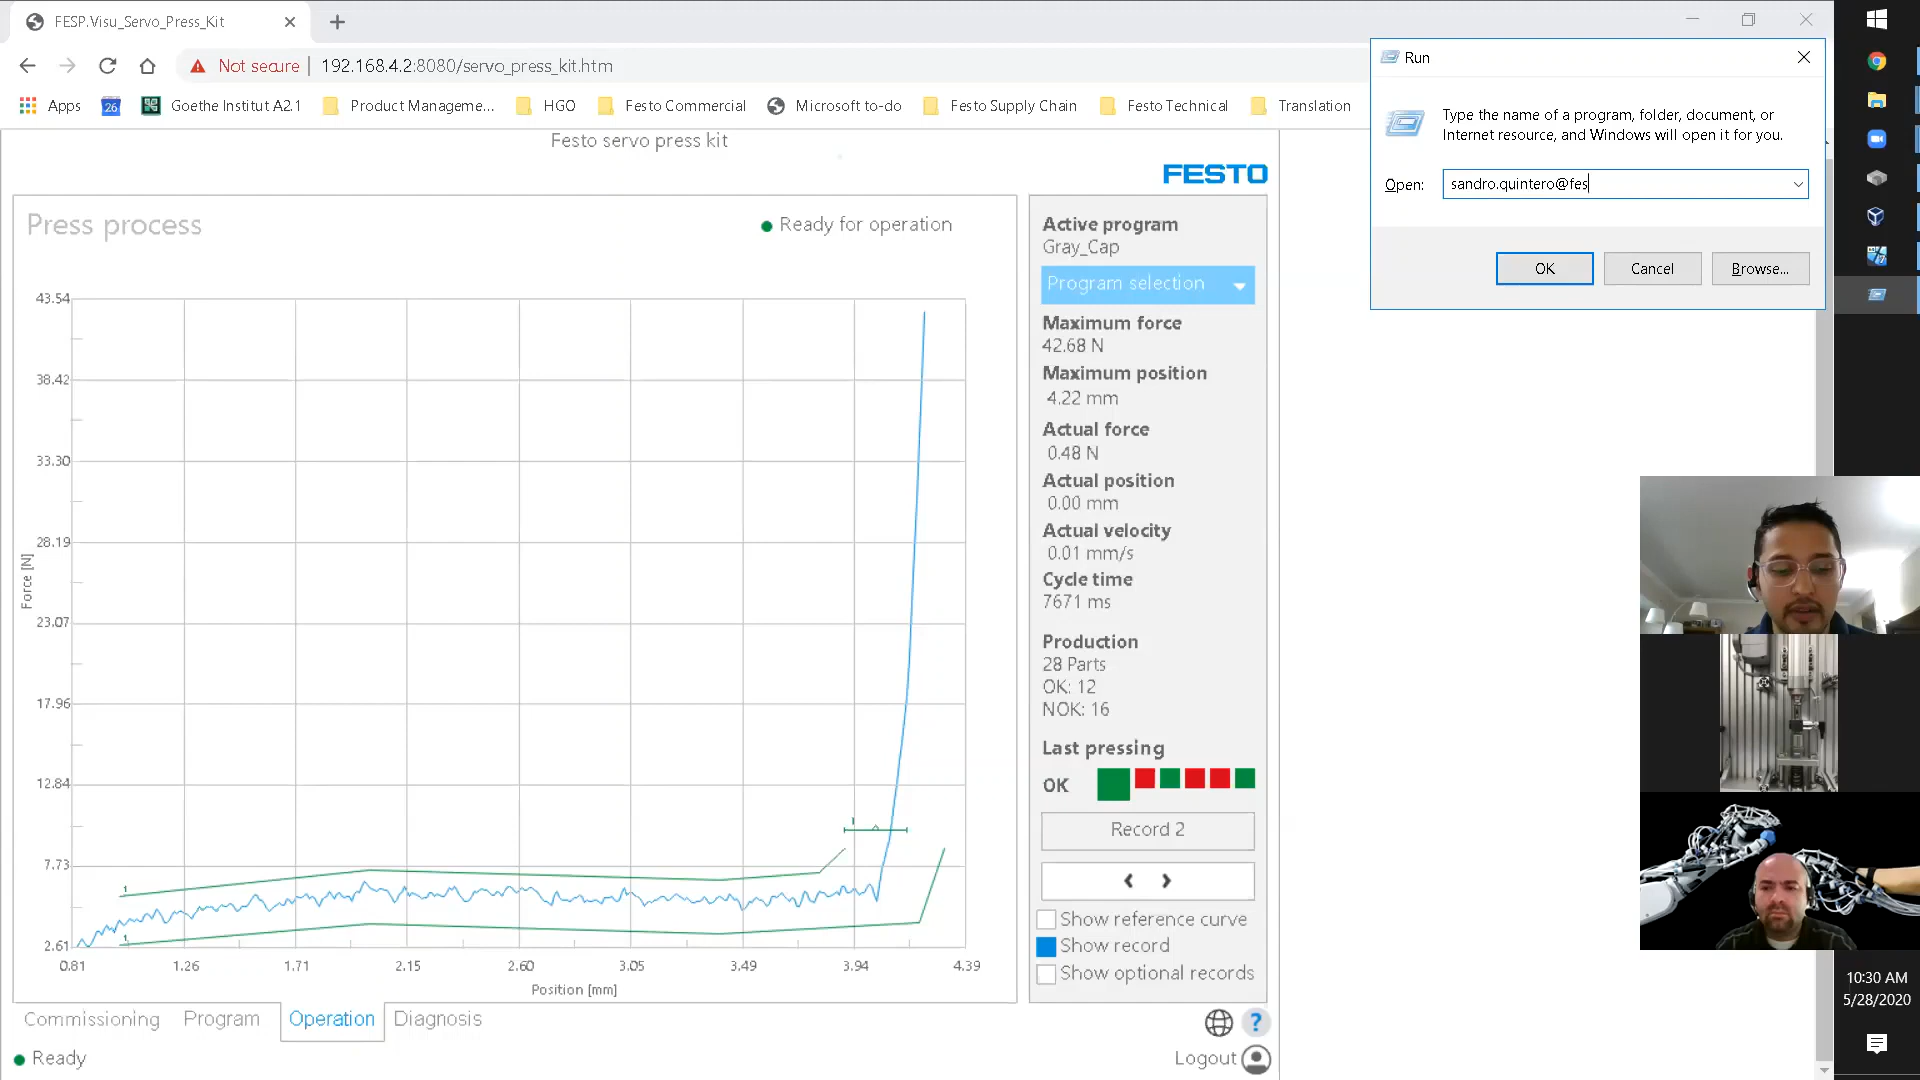 FESP.Visu_Servo_Press_Kit
Not secure | 192.168.4.2:8080/servo_press_kit.htm
Apps 26 Goethe Institut A2.1 Product Manageme... HGO Festo Commercial Microsoft to-do Festo Supply Chain Festo Technical Translation
Festo servo press kit
FESTO
Press process
Ready for operation
43.54
38.42
33.30
28.19
23.07
17.96
12.84
7.73
2.61
Force [N]
1
1
1
0.81 1.26 1.71 2.15 2.60 3.05 3.49 3.94 4.39
Position [mm]
Active program
Gray_Cap
Program selection
Maximum force
42.68 N
Maximum position
4.22 mm
Actual force
0.48 N
Actual position
0.00 mm
Actual velocity
0.01 mm/s
Cycle time
7671 ms
Production
28 Parts
OK: 12
NOK: 16
Last pressing
OK
Record 2
Show reference curve
Show record
Show optional records
Commissioning Program Operation Diagnosis
?
Ready
Logout
Run
Type the name of a program, folder, document, or
Internet resource, and Windows will open it for you.
Open: sandro.quintero@fes
OK Cancel Browse...
10:30 AM
5/28/2020